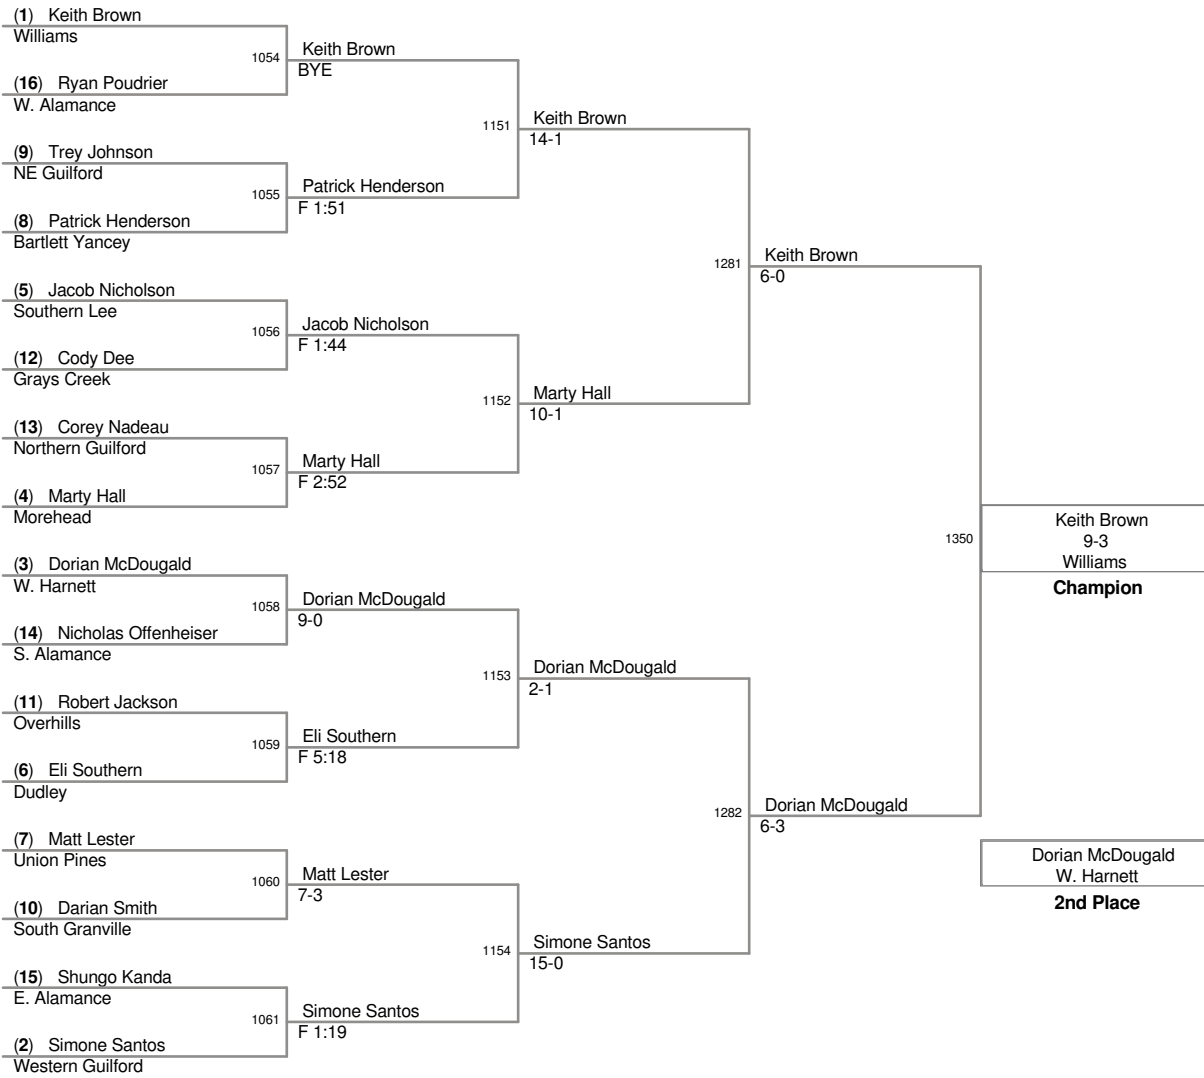 (1) Keith Brown
Williams
1054
(16) Ryan Poudrier
W. Alamance
(9) Trey Johnson
NE Guilford
1055
(8) Patrick Henderson
Bartlett Yancey
(5) Jacob Nicholson
Southern Lee
1056
(12) Cody Dee
Grays Creek
(13) Corey Nadeau
Northern Guilford
1057
(4) Marty Hall
Morehead
(3) Dorian McDougald
W. Harnett
1058
(14) Nicholas Offenheiser
S. Alamance
(11) Robert Jackson
Overhills
1059
(6) Eli Southern
Dudley
(7) Matt Lester
Union Pines
1060
(10) Darian Smith
South Granville
(15) Shungo Kanda
E. Alamance
1061
(2) Simone Santos
Western Guilford
Keith Brown
BYE
1151
Patrick Henderson
F 1:51
Jacob Nicholson
F 1:44
1152
Marty Hall
F 2:52
Dorian McDougald
9-0
1153
Eli Southern
F 5:18
Matt Lester
7-3
1154
Simone Santos
F 1:19
Keith Brown
14-1
1281
Marty Hall
10-1
Dorian McDougald
2-1
1282
Simone Santos
15-0
Keith Brown
6-0
1350
Dorian McDougald
6-3
Keith Brown
9-3
Williams
Champion
Dorian McDougald
W. Harnett
2nd Place